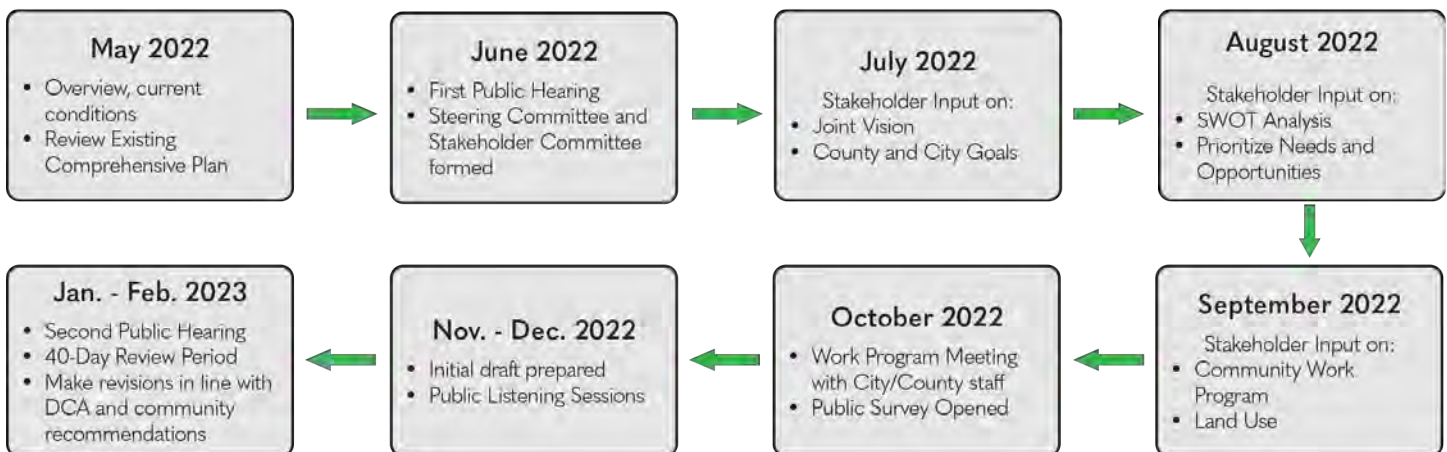 May 2022
• Overview, current
conditions
• Review Existing
Comprehensive Plan
June 2022
• First Public Hearing
• Steering Committee and
Stakeholder Committee
formed
July 2022
Stakeholder Input on:
• Joint Vision
• County and City Goals
August 2022
Stakeholder Input on:
• SWOT Analysis
• Prioritize Needs and
Opportunities
September 2022
Stakeholder Input on:
• Community Work
Program
• Land Use
October 2022
• Work Program Meeting
with City/County staff
• Public Survey Opened
Nov. - Dec. 2022
• Initial draft prepared
• Public Listening Sessions
Jan. - Feb. 2023
• Second Public Hearing
• 40-Day Review Period
• Make revisions in line with
DCA and community
recommendations